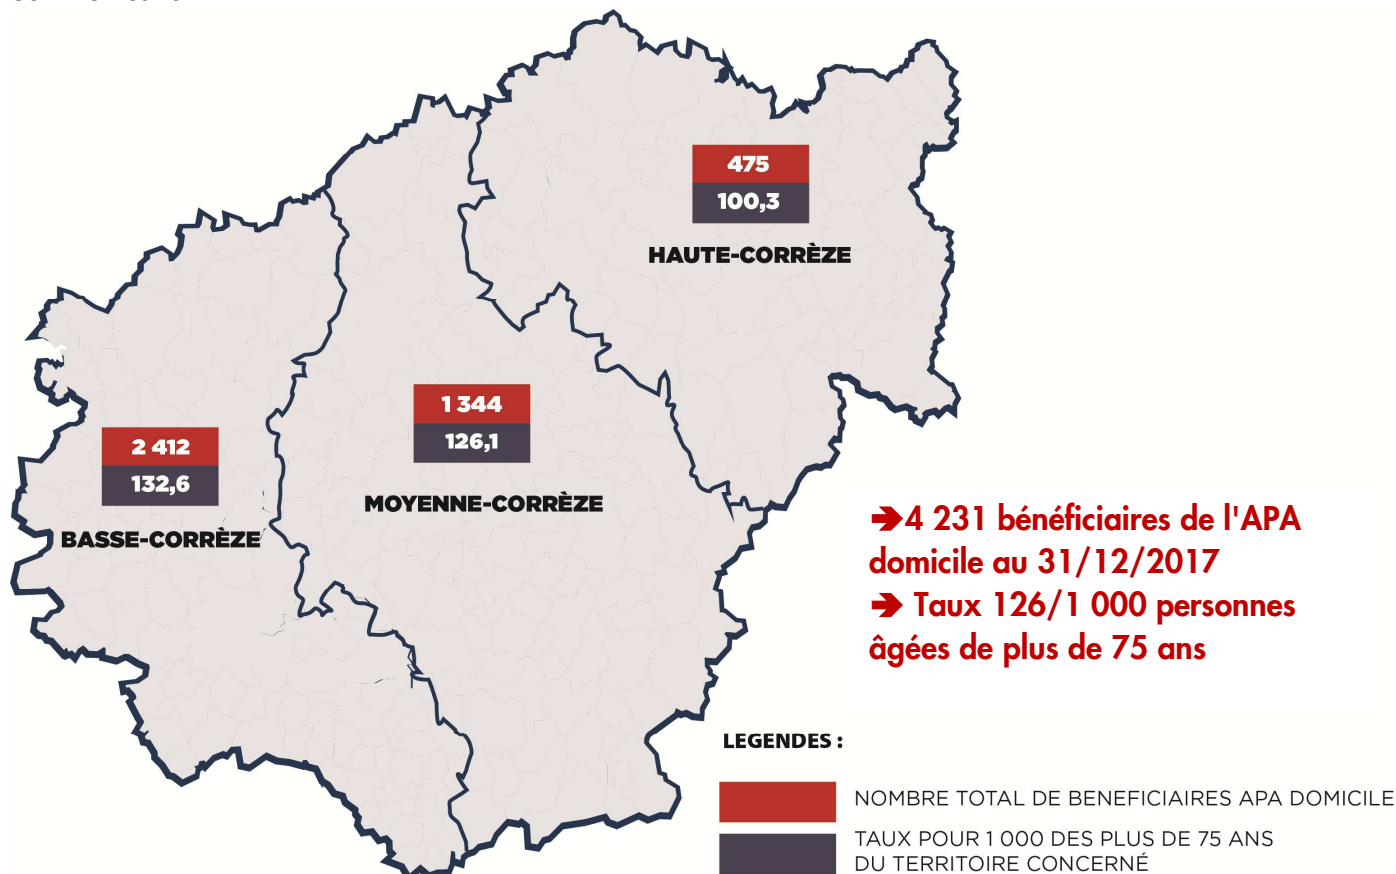 475
100,3
HAUTE-CORRÈZE
1 344
126,1
MOYENNE-CORRÈZE
2 412
132,6
BASSE-CORRÈZE
➔4 231 bénéficiaires de l'APA
domicile au 31/12/2017
➔ Taux 126/1 000 personnes
âgées de plus de 75 ans
LEGENDES :
NOMBRE TOTAL DE BENEFICIAIRES APA DOMICILE
TAUX POUR 1 000 DES PLUS DE 75 ANS
DU TERRITOIRE CONCERNÉ